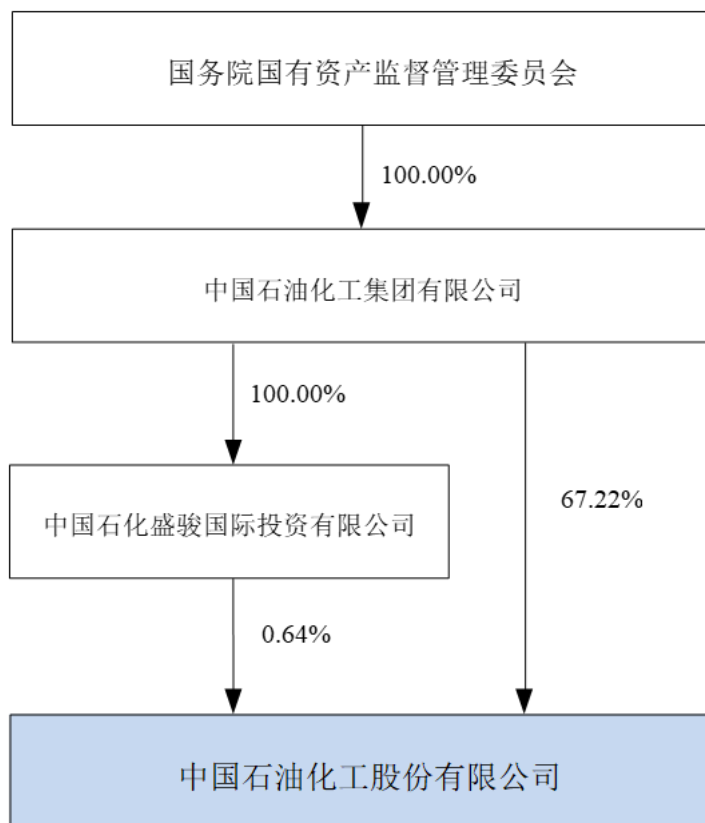 国务院国有资产监督管理委员会
100.00%
中国石油化工集团有限公司
100.00%
67.22%
中国石化盛骏国际投资有限公司
0.64%
中国石油化工股份有限公司